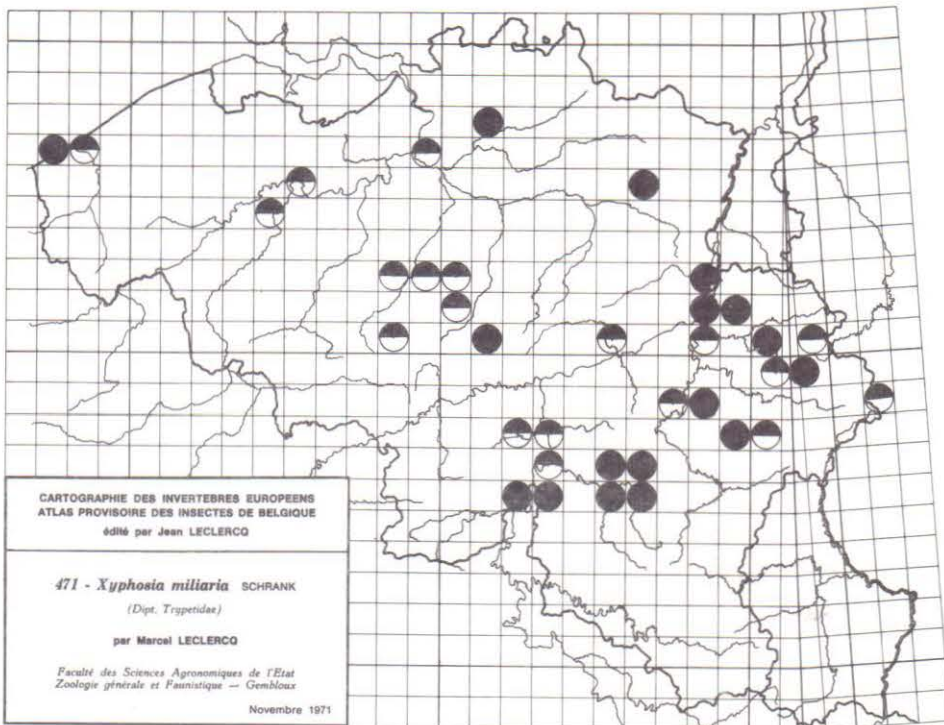 CARTOGRAPHIE DES INVERTEBRES EUROPEENS
ATLAS PROVISOIRE DES INSECTES DE BELGIQUE
édité par Jean LECLERCQ
471 - Xyphosia miliaria SCHRANK
(Dipt. Trypetidae)
par Marcel LECLERCQ
Faculté des Sciences Agronomiques de l'Etat
Zoologie générale et Faunistique — Gembloux
Novembre 1971